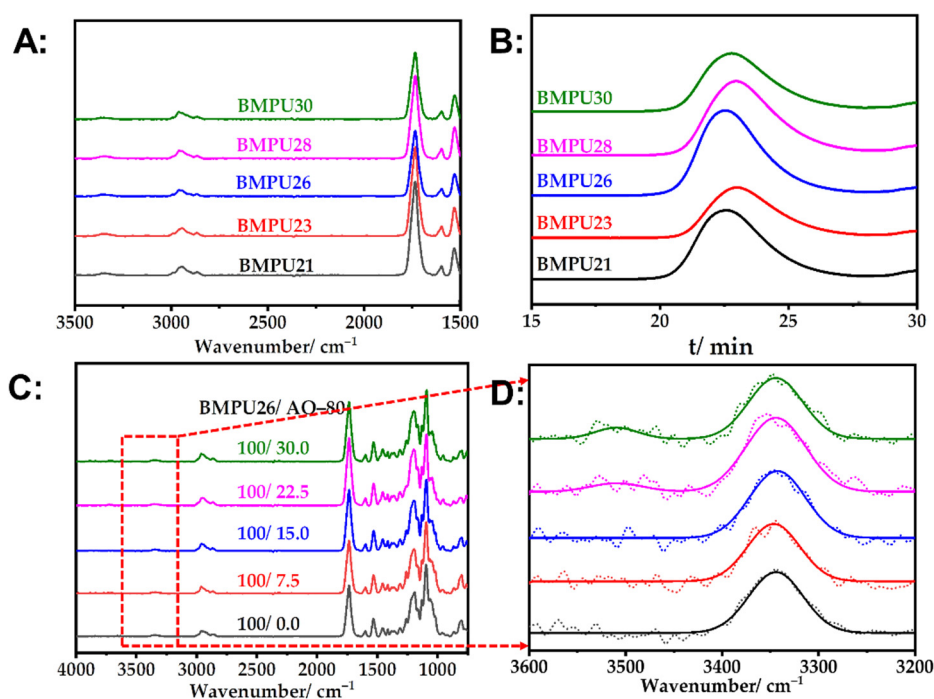 A:
BMPU30
BMPU28
BMPU26
BMPU23
BMPU21
3500 3000 2500 2000 1500
Wavenumber/ cm⁻¹
B:
BMPU30
BMPU28
BMPU26
BMPU23
BMPU21
15 20 25 30
t/ min
C:
BMPU26/ AO–80
100/ 30.0
100/ 22.5
100/ 15.0
100/ 7.5
100/ 0.0
4000 3000 2500 2000 1500 1000
Wavenumber/ cm⁻¹
D:
3600 3500 3400 3300 3200
Wavenumber/ cm⁻¹